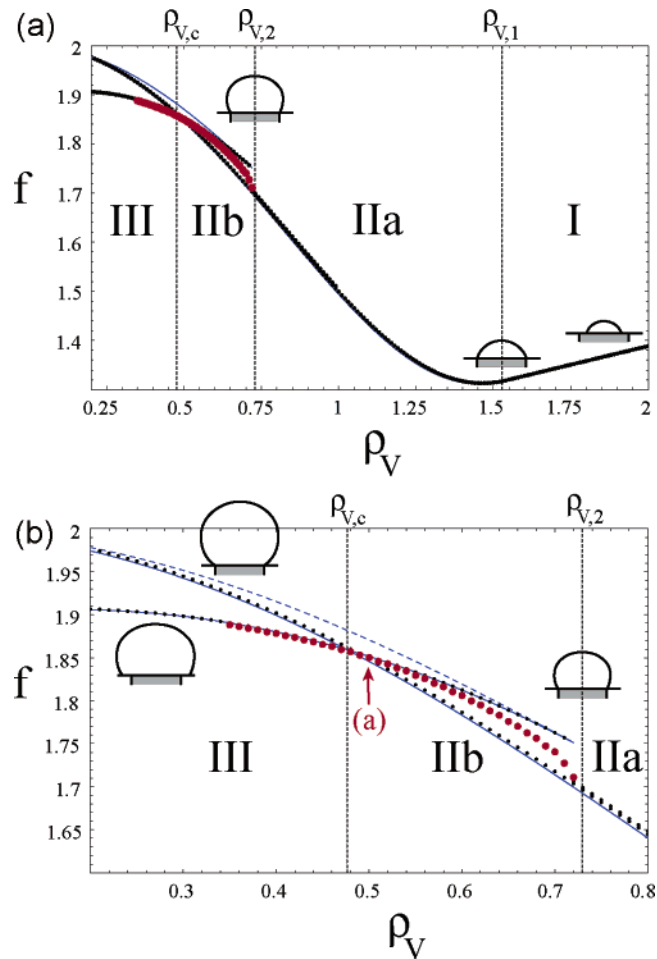 (a)
ρV,c ρV,2 ρV,1
2
1.9
1.8
1.7
1.6
1.5
1.4
f
III IIb IIa I
0.25 0.5 0.75 1 1.25 1.5 1.75 2
ρV
(b)
ρV,c ρV,2
2
1.95
1.9
1.85
1.8
1.75
1.7
1.65
f
(a)
III IIb IIa
0.3 0.4 0.5 0.6 0.7 0.8
ρV